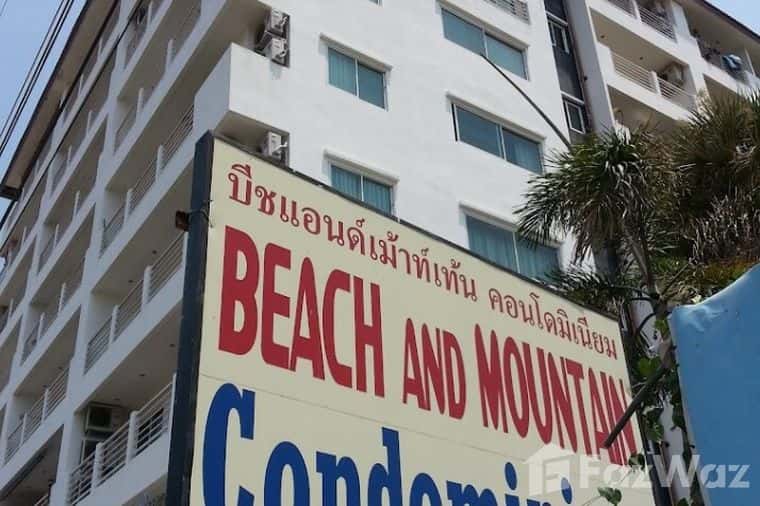 บีชแอนด์เม้าท์เท้น คอนโดมิเนียม
BEACH AND MOUNTAIN
Condomini
FazWaz